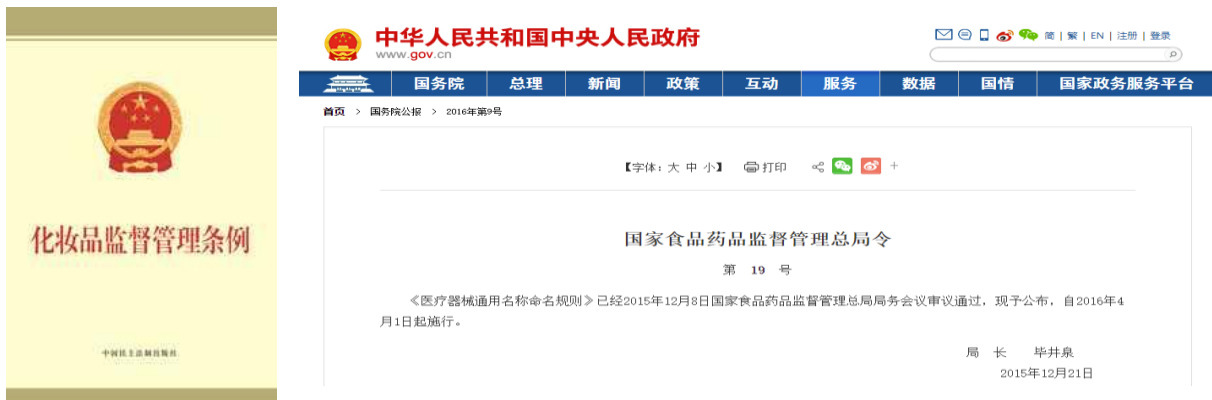 化妆品监督管理条例
中国民主法制出版社
中华人民共和国中央人民政府
www.gov.cn
简 | 繁 | EN | 注册 | 登录
国务院 总理 新闻 政策 互动 服务 数据 国情 国家政务服务平台
首页 > 国务院公报 > 2016年第9号
【字体：大 中 小】 打印 +
国家食品药品监督管理总局令
第 19 号
《医疗器械通用名称命名规则》已经2015年12月8日国家食品药品监督管理总局局务会议审议通过，现予公布，自2016年4
月1日起施行。
局 长 毕井泉
2015年12月21日